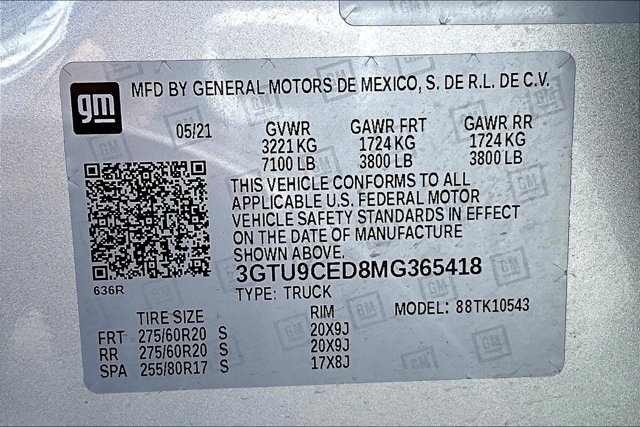 gm
MFD BY GENERAL MOTORS DE MEXICO, S. DE R.L. DE C.V.
05/21 GVWR GAWR FRT GAWR RR
3221 KG 1724 KG 1724 KG
7100 LB 3800 LB 3800 LB
THIS VEHICLE CONFORMS TO ALL
APPLICABLE U.S. FEDERAL MOTOR
VEHICLE SAFETY STANDARDS IN EFFECT
ON THE DATE OF MANUFACTURE
SHOWN ABOVE.
636R
3GTU9CED8MG365418
TYPE: TRUCK
MODEL: 88TK10543
TIRE SIZE RIM
FRT 275/60R20 S 20X9J
RR 275/60R20 S 20X9J
SPA 255/80R17 S 17X8J